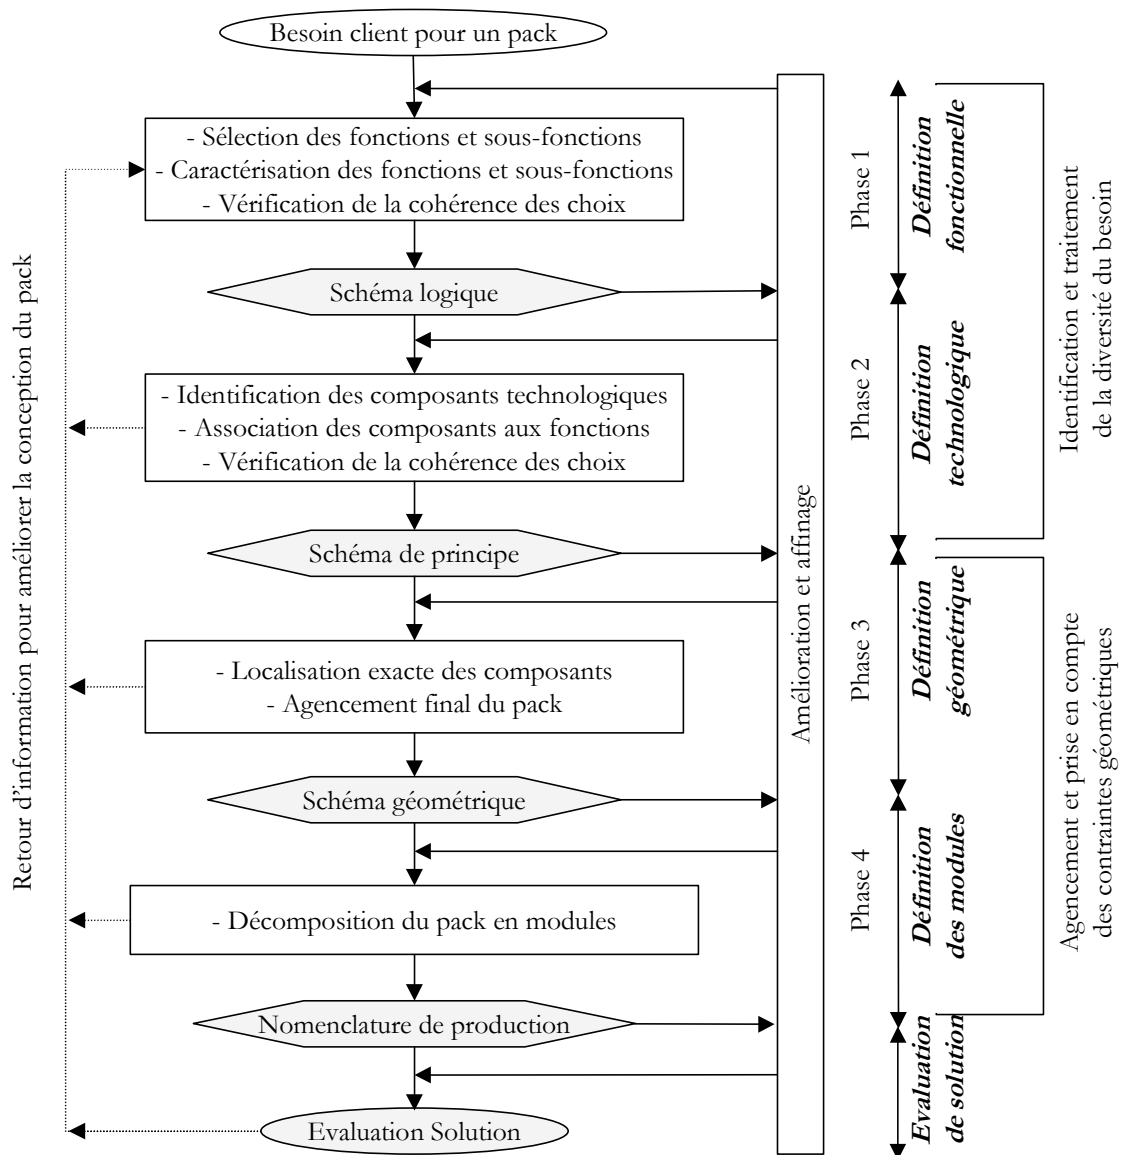 Besoin client pour un pack
- Sélection des fonctions et sous-fonctions
- Caractérisation des fonctions et sous-fonctions
- Vérification de la cohérence des choix
Schéma logique
- Identification des composants technologiques
- Association des composants aux fonctions
- Vérification de la cohérence des choix
Schéma de principe
- Localisation exacte des composants
- Agencement final du pack
Schéma géométrique
- Décomposition du pack en modules
Nomenclature de production
Evaluation Solution
Retour d'information pour améliorer la conception du pack
Amélioration et affinage
Phase 1
Définition
fonctionnelle
Phase 2
Définition
technologique
Phase 3
Définition
géométrique
Phase 4
Définition
des modules
Evaluation
de solution
Identification et traitement
de la diversité du besoin
Agencement et prise en compte
des contraintes géométriques